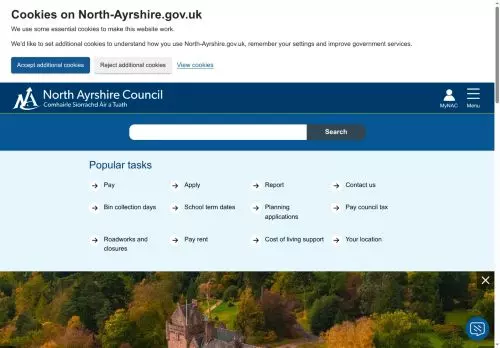 Cookies on North-Ayrshire.gov.uk
We use some essential cookies to make this website work.
We'd like to set additional cookies to understand how you use North-Ayrshire.gov.uk, remember your settings and improve government services.
Accept additional cookies
Reject additional cookies
View cookies
North Ayrshire Council
Comhairle Siorrachd Àir a Tuath
MyNAC
Menu
Search
Popular tasks
Pay
Apply
Report
Contact us
Bin collection days
School term dates
Planning
applications
Pay council tax
Roadworks and
closures
Pay rent
Cost of living support
Your location